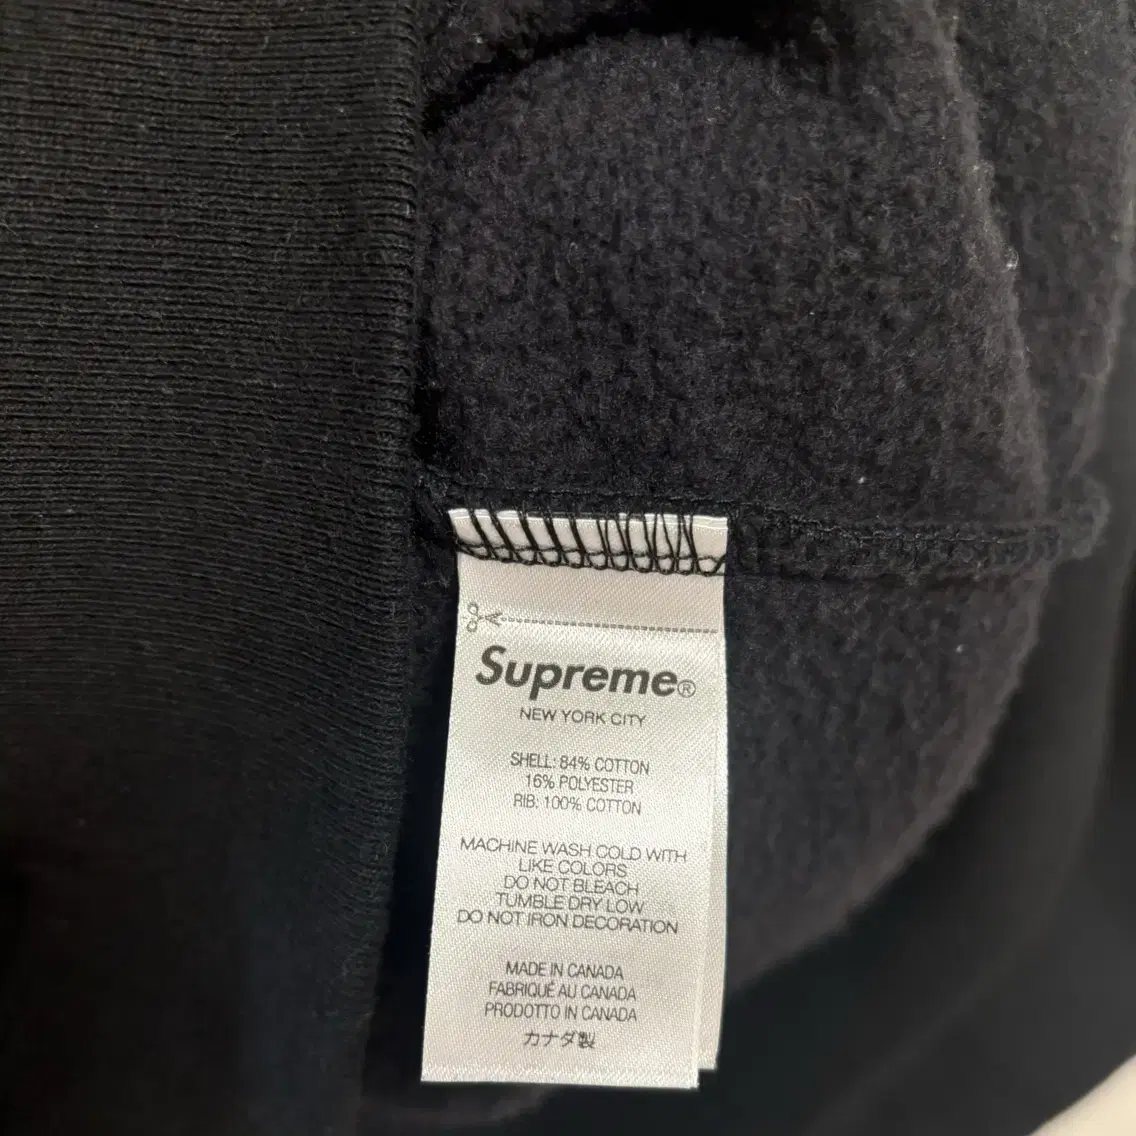 Supreme®
NEW YORK CITY
SHELL: 84% COTTON
16% POLYESTER
RIB: 100% COTTON
MACHINE WASH COLD WITH
LIKE COLORS
DO NOT BLEACH
TUMBLE DRY LOW
DO NOT IRON DECORATION
MADE IN CANADA
FABRIQUÉ AU CANADA
PRODOTTO IN CANADA
カナダ製